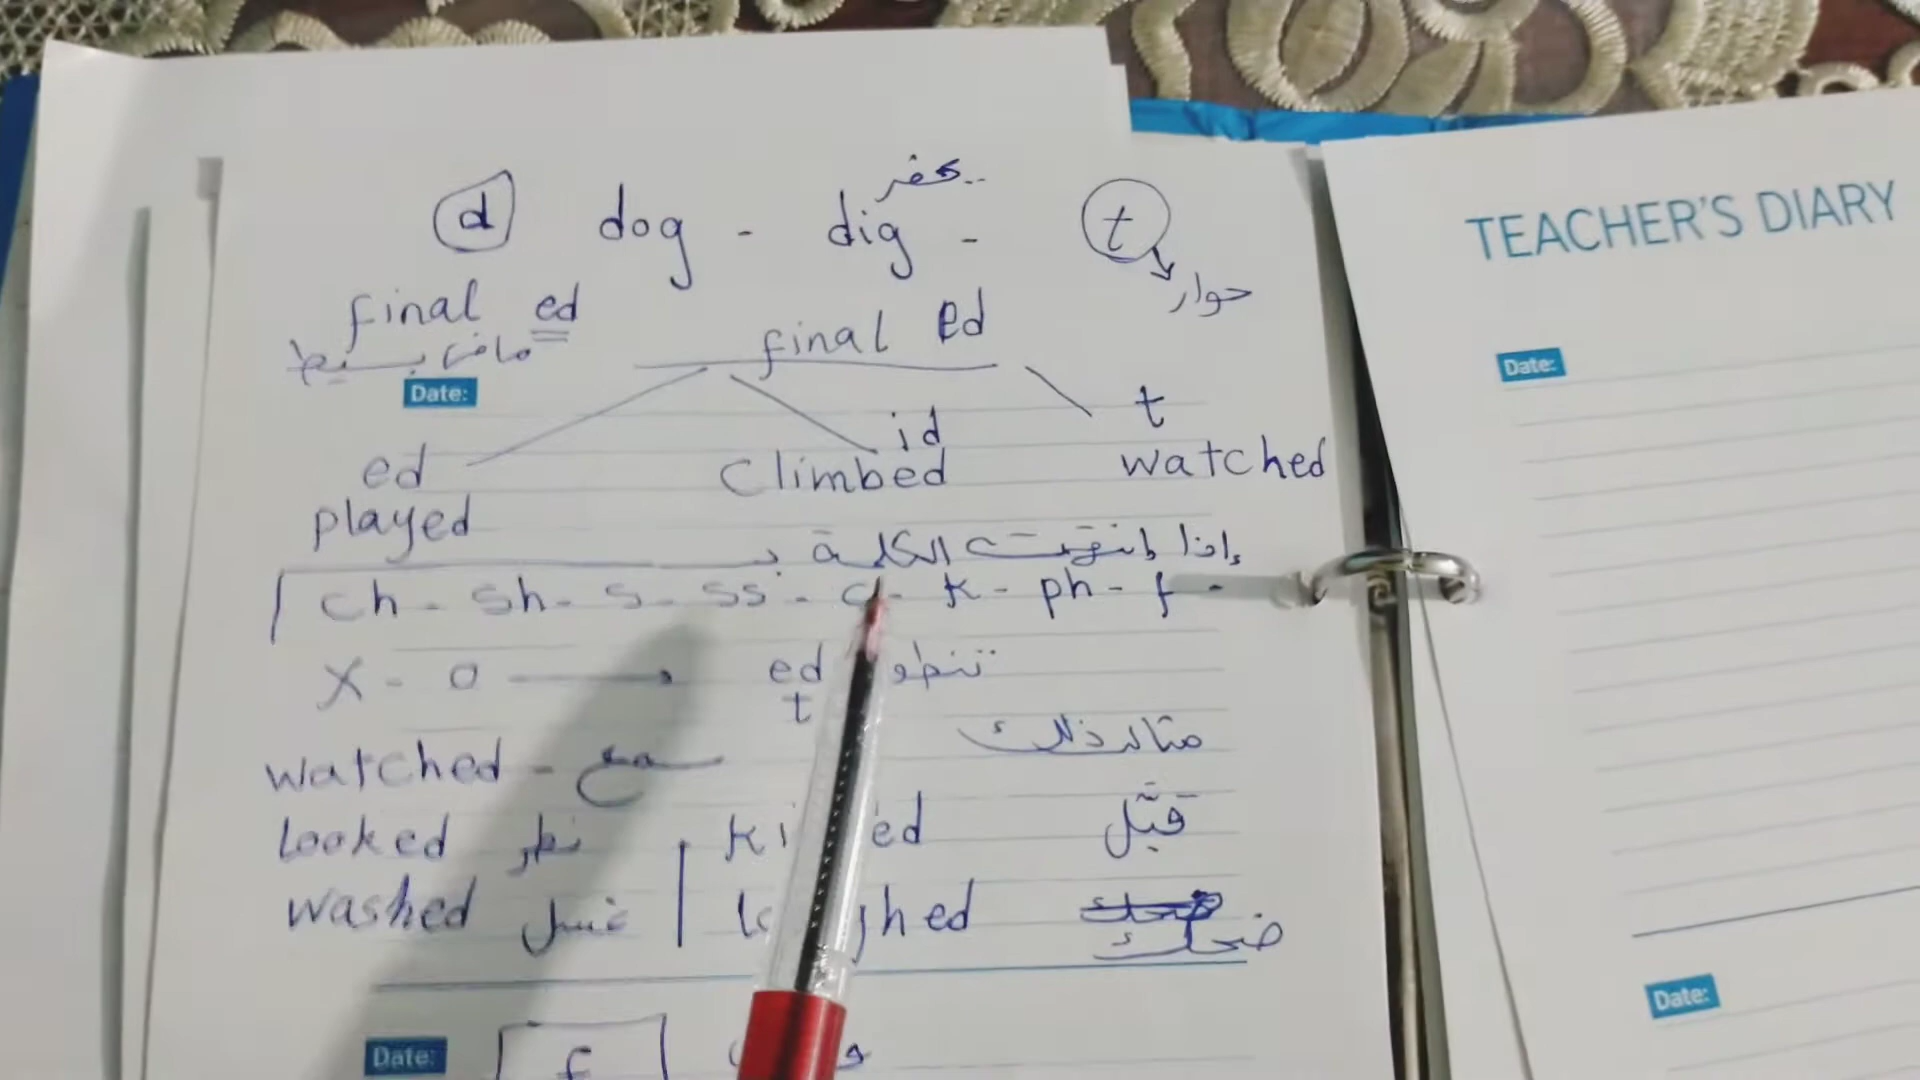 يحفر
d dog - dig - t
حوار
final ed
ماضي بسيط
final ed
Date:
ed id t
played Climbed watched
واذا انتهت الكلمة بـ
ch - sh - s - ss - c - k - ph - f -
X - o → ed تنطق
t
مثال ذلك
watched - سمع
looked نظر | ed قبّل
washed غسل | hed ضحك
Date: f
TEACHER'S DIARY
Date:
Date: